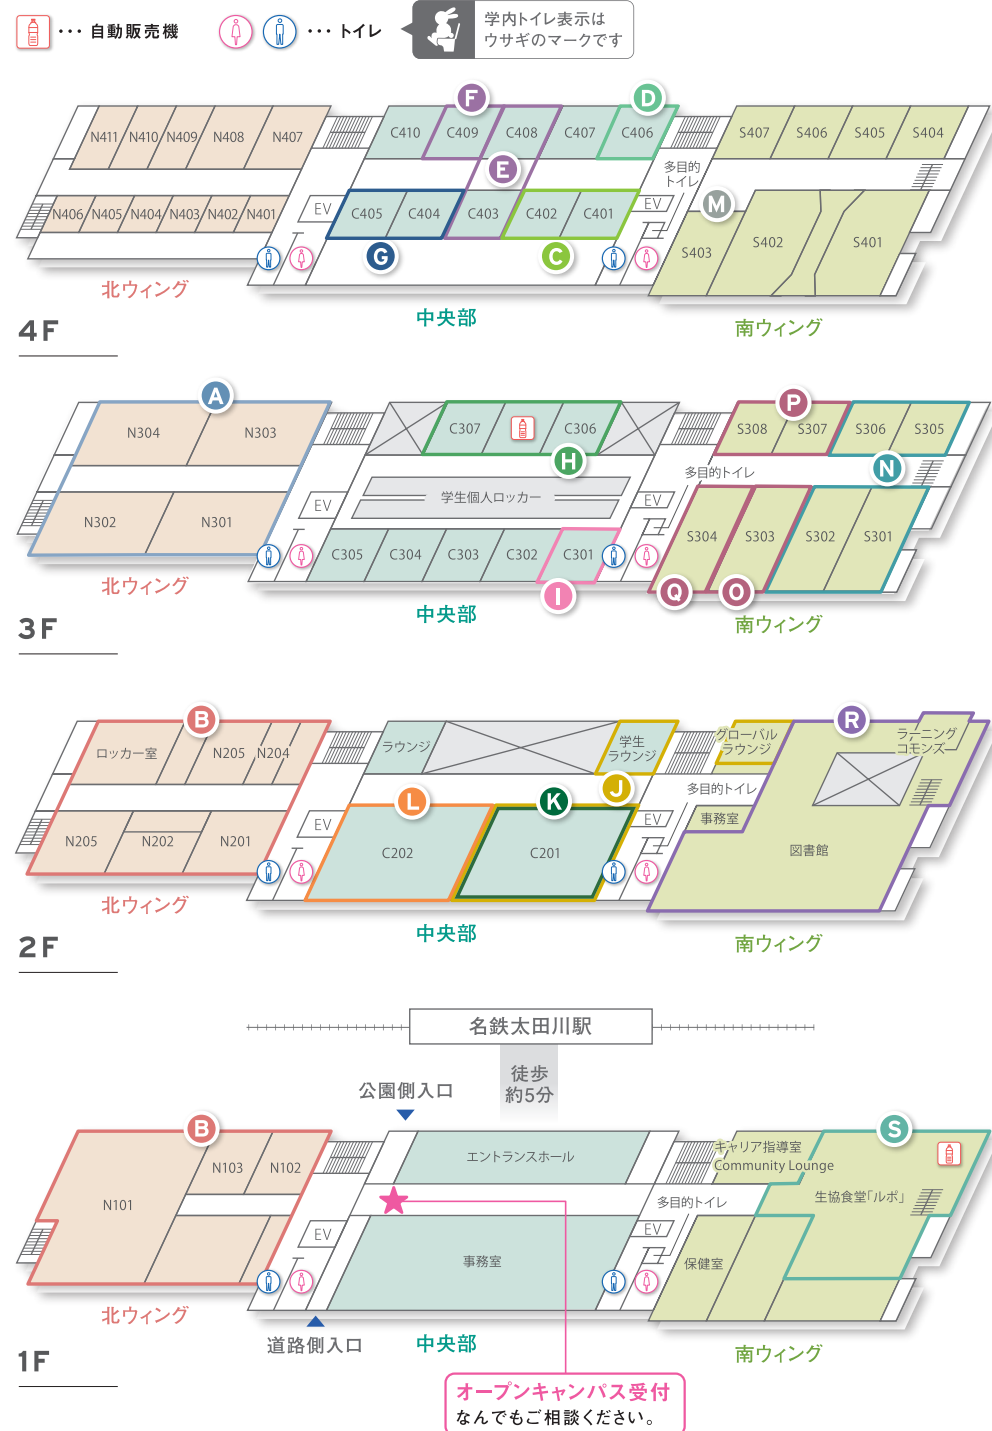 ・・・自動販売機
・・・トイレ
学内トイレ表示は
ウサギのマークです
F
D
N411 N410 N409 N408 N407
C410 C409 C408 C407 C406
S407 S406 S405 S404
E
多目的
トイレ
M
N406 N405 N404 N403 N402 N401
EV
C405 C404 C403 C402 C401
EV
S403 S402 S401
G
C
北ウィング
中央部
南ウィング
4F
A
P
N304 N303
C307 C306
S308 S307 S306 S305
H
N
多目的トイレ
学生個人ロッカー
EV
EV
N302 N301
C305 C304 C303 C302 C301
S304 S303 S302 S301
I
Q
O
北ウィング
中央部
南ウィング
3F
B
R
ロッカー室 N205 N204
ラウンジ
学生
ラウンジ
グローバル
ラウンジ
ラーニング
コモンズ
J
多目的トイレ
L
K
EV
EV
事務室
N205 N202 N201
C202
C201
図書館
北ウィング
中央部
南ウィング
2F
名鉄太田川駅
徒歩
約5分
公園側入口
B
S
N101 N103 N102
エントランスホール
キャリア指導室
Community Lounge
多目的トイレ
生協食堂「ルポ」
EV
EV
事務室
保健室
北ウィング
道路側入口
中央部
南ウィング
1F
オープンキャンパス受付
なんでもご相談ください。